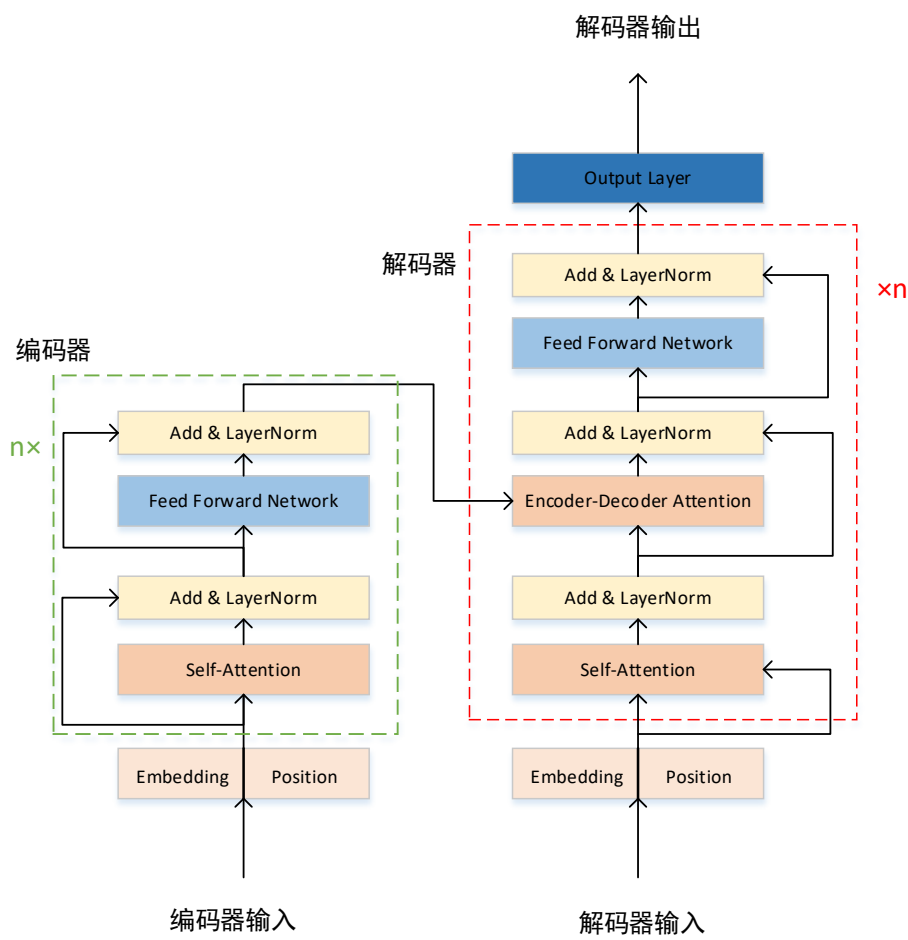 解码器输出
Output Layer
解码器
Add & LayerNorm
×n
Feed Forward Network
编码器
Add & LayerNorm
n×
Add & LayerNorm
Feed Forward Network
Encoder-Decoder Attention
Add & LayerNorm
Add & LayerNorm
Self-Attention
Self-Attention
Embedding
Position
Embedding
Position
编码器输入
解码器输入